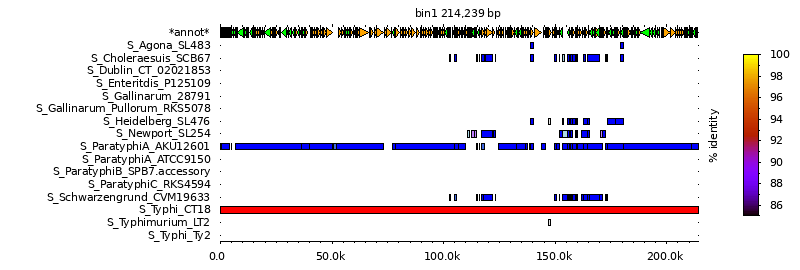 bin1 214,239 bp
*annot*
S_Agona_SL483
S_Choleraesuis_SCB67
S_Dublin_CT_02021853
S_Enteritdis_P125109
S_Gallinarum_28791
S_Gallinarum_Pullorum_RKS5078
S_Heidelberg_SL476
S_Newport_SL254
S_ParatyphiA_AKU12601
S_ParatyphiA_ATCC9150
S_ParatyphiB_SPB7.accessory
S_ParatyphiC_RKS4594
S_Schwarzengrund_CVM19633
S_Typhi_CT18
S_Typhimurium_LT2
S_Typhi_Ty2
0.0 50.0k 100.0k 150.0k 200.0k
% identity
100
98
96
94
92
90
88
86